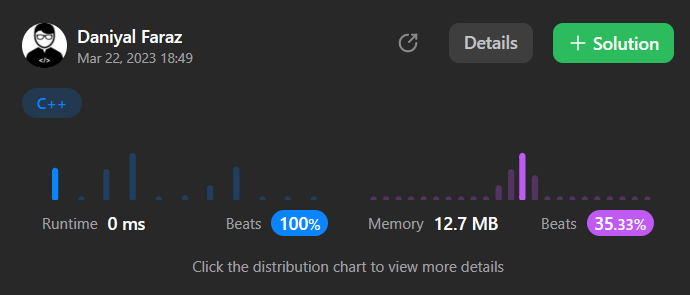 Daniyal Faraz
Mar 22, 2023 18:49
Details
+ Solution
</>
C++
Runtime 0 ms Beats 100%
Memory 12.7 MB Beats 35.33%
Click the distribution chart to view more details